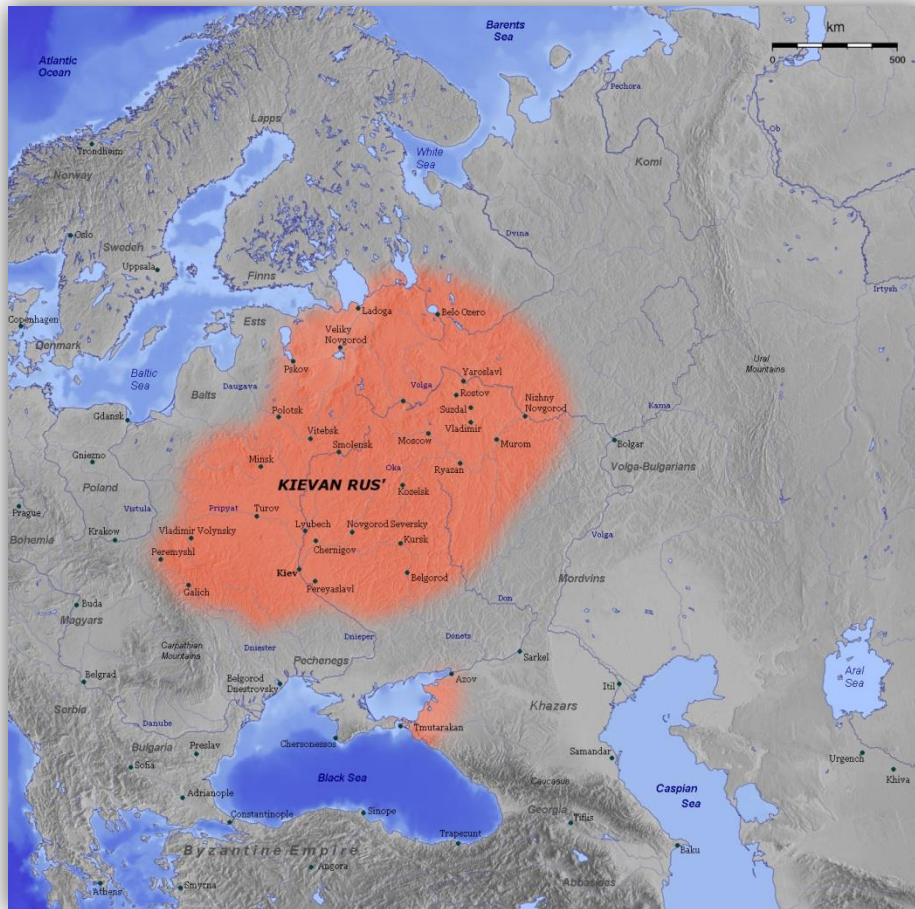 Barents
Sea
km
0
500
Atlantic
Ocean
Pechora
Lapps
Ob
Trondheim
White
Sea
Komi
Norway
Dvina
Oslo
Sweden
Uppsala
Finns
Irtysh
Ladoga
Belo Ozero
Copenhagen
Ests
Veliky
Novgorod
Denmark
Pskov
Ural
Mountains
Baltic
Sea
Daugava
Balts
Volga
Yaroslavl
Rostov
Suzdal
Nizhny
Novgorod
Kama
Gdansk
Polotsk
Vitebsk
Moscow
Vladimir
Murom
Bolgar
Gniezno
Minsk
Smolensk
Oka
Ryazan
Volga-Bulgarians
Poland
KIEVAN RUS'
Kozelsk
Vistula
Pripyat
Turov
Prague
Lyubech
Novgorod Seversky
Volga
Bohemia
Krakow
Vladimir Volynsky
Chernigov
Kursk
Peremyshl
Kiev
Belgorod
Mordvins
Galich
Pereyaslavl
Don
Buda
Magyars
Dnieper
Donets
Carpathian
Mountains
Dniester
Pechenegs
Sarkel
Aral
Sea
Belgrad
Belgorod
Dnestrovsky
Azov
Itil
Serbia
Khazars
Danube
Tmutarakan
Bulgaria
Preslav
Chersonessos
Samandar
Urgench
Sofia
Khiva
Black Sea
Caucasus
Caspian
Sea
Adrianople
Constantinople
Sinope
Georgia
Tiflis
Trapezunt
Baku
Byzantine Empire
Angora
Abbasides
Athens
Smyrna